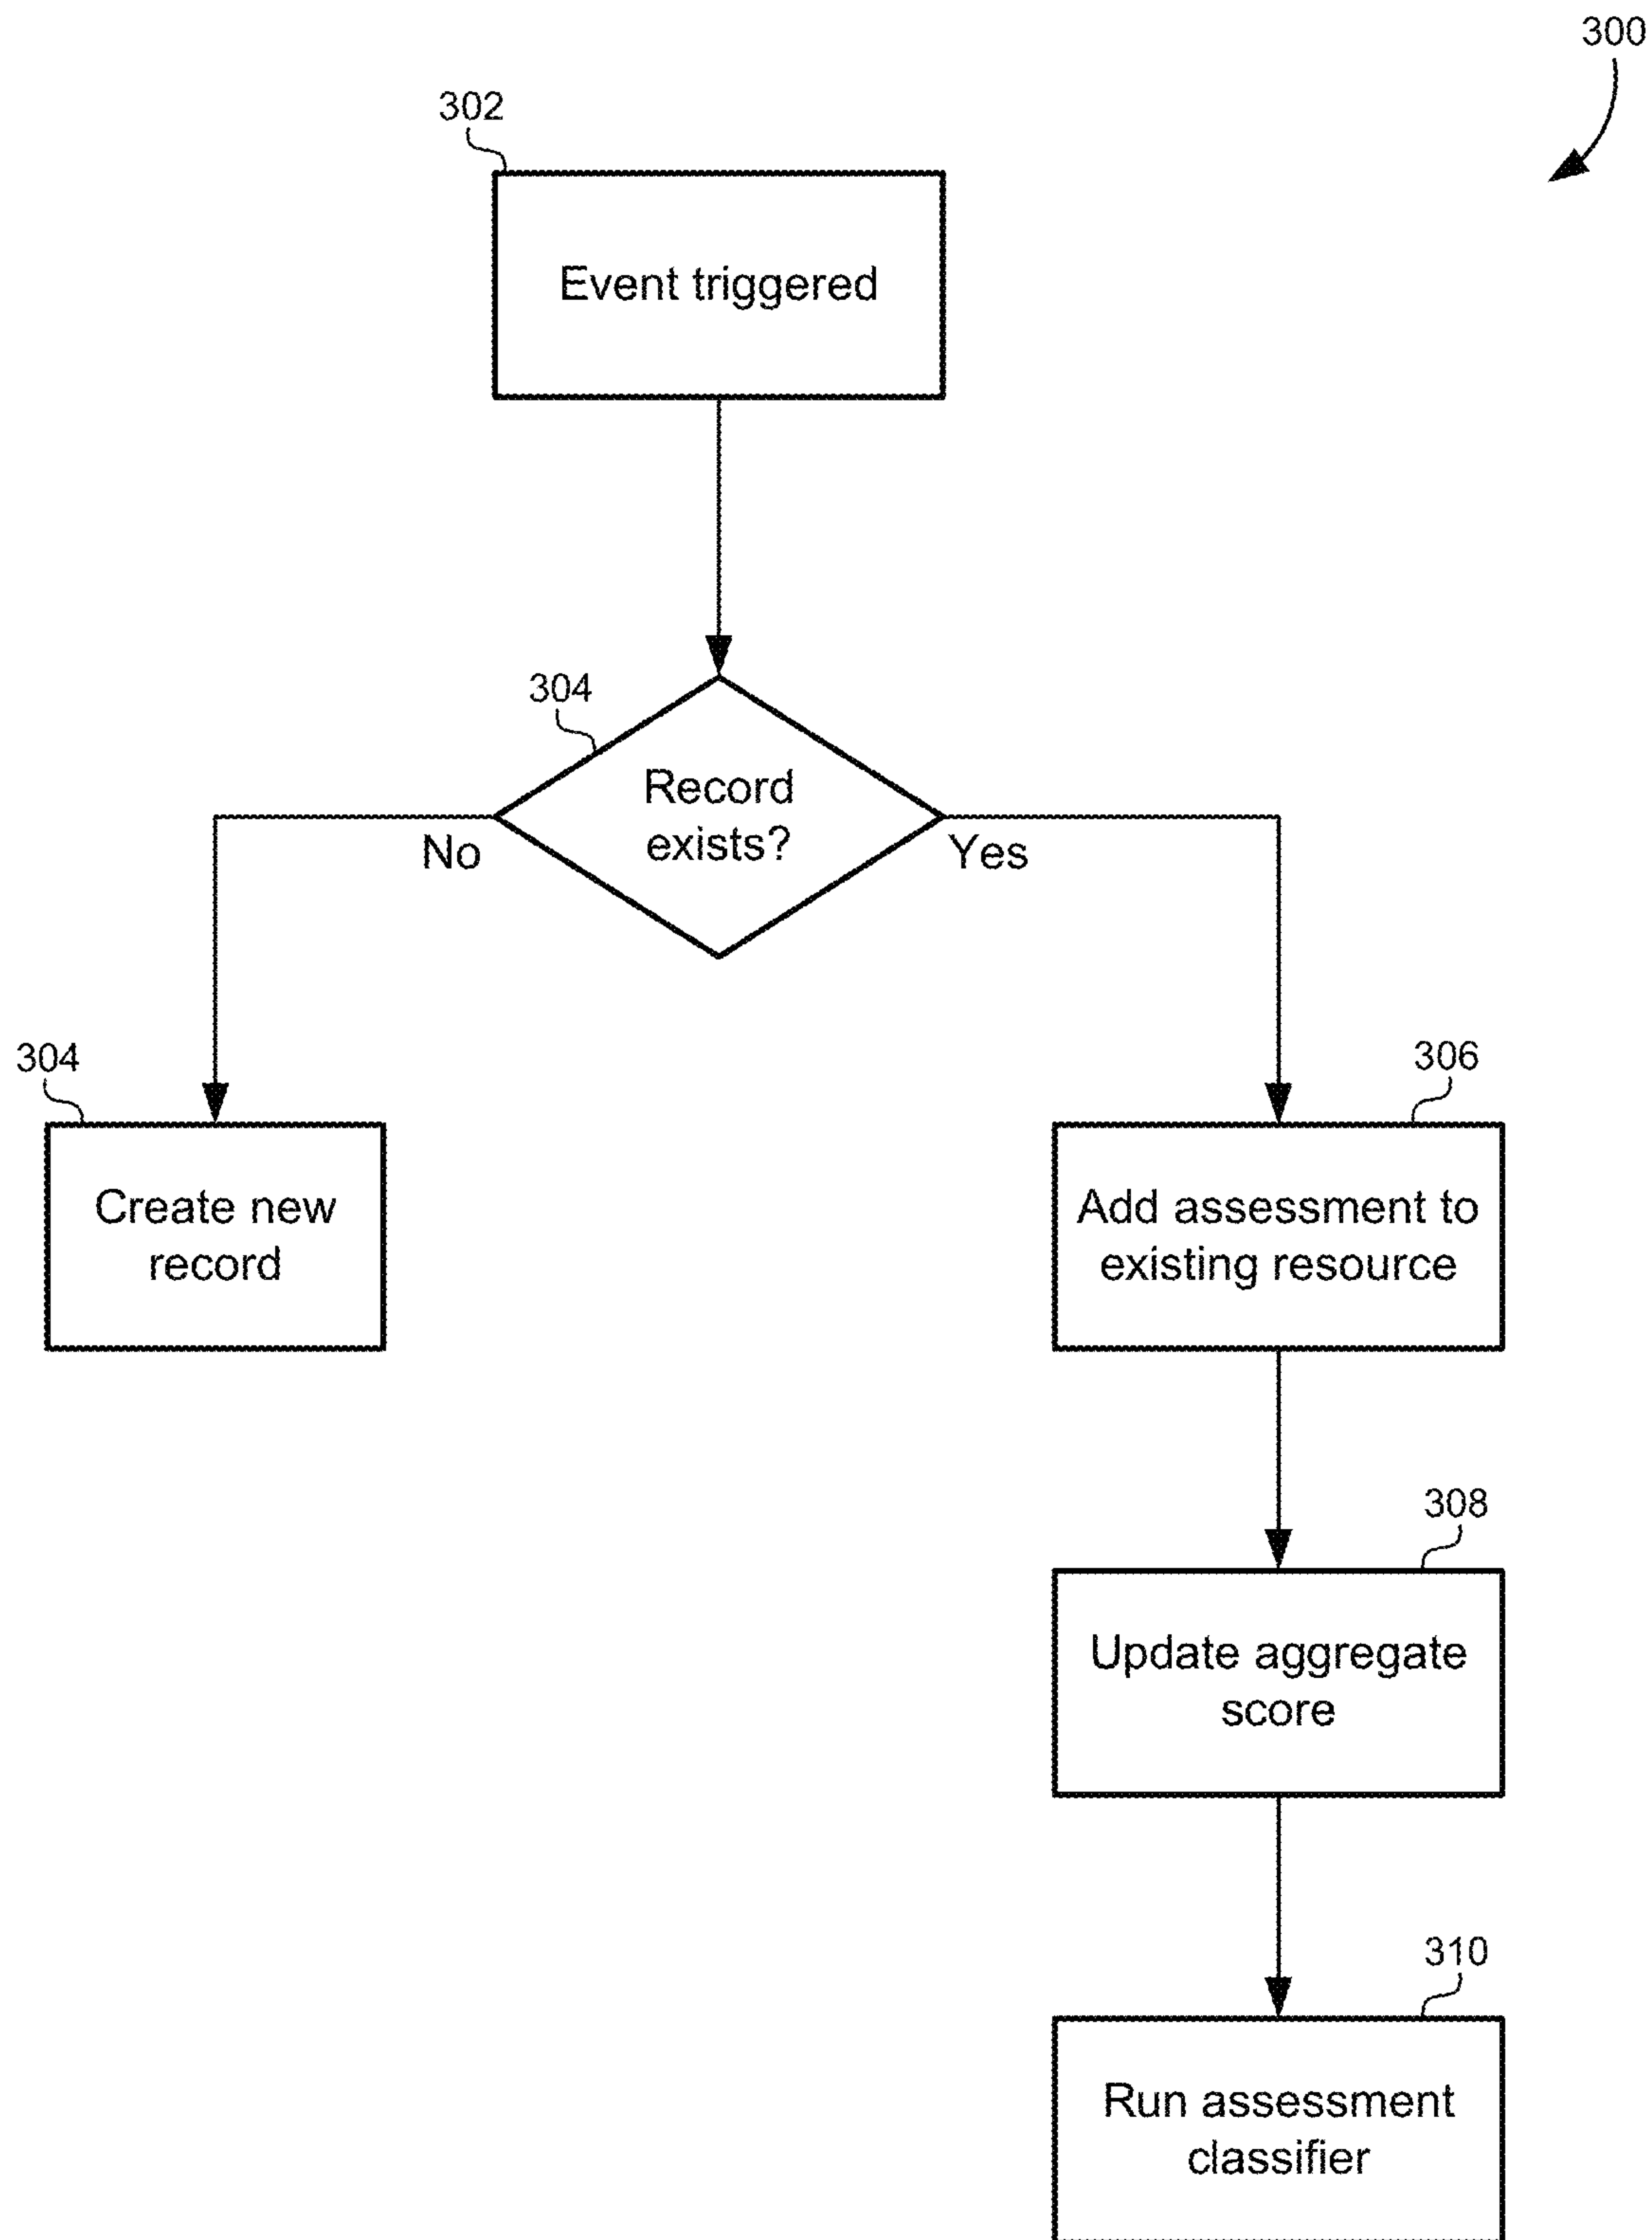 300
302
Event triggered
304
Record
exists?
No
Yes
304
Create new
record
306
Add assessment to
existing resource
308
Update aggregate
score
310
Run assessment
classifier